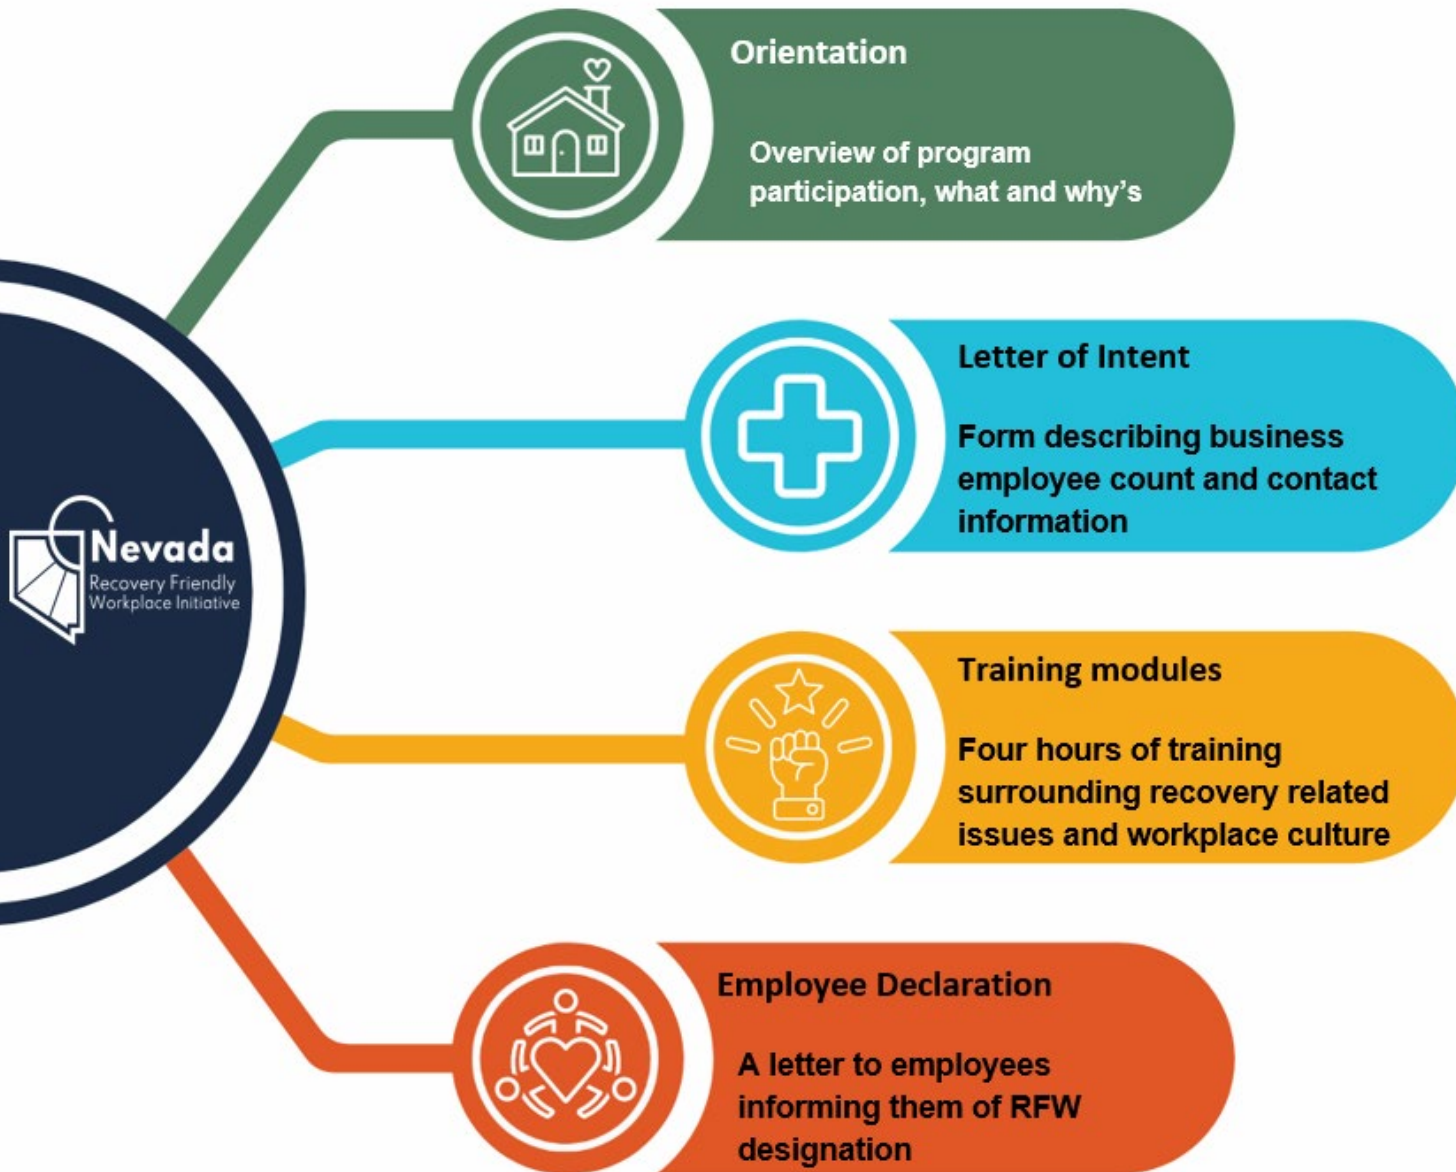 Orientation
Overview of program
participation, what and why’s
Letter of Intent
Form describing business
employee count and contact
information
Nevada
Recovery Friendly
Workplace Initiative
Training modules
Four hours of training
surrounding recovery related
issues and workplace culture
Employee Declaration
A letter to employees
informing them of RFW
designation